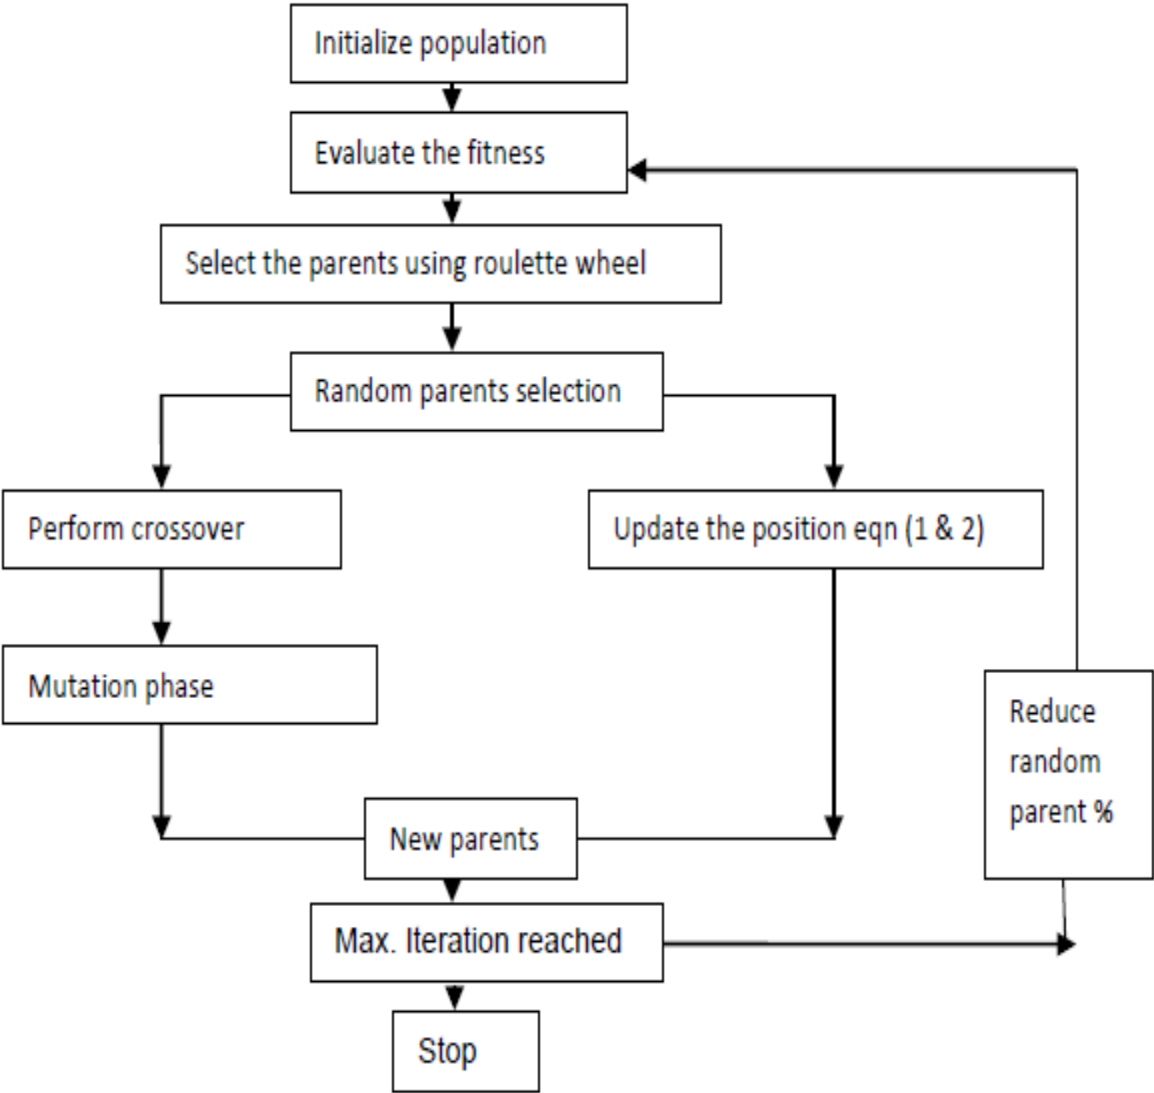 Initialize population
Evaluate the fitness
Select the parents using roulette wheel
Random parents selection
Perform crossover
Update the position eqn (1 & 2)
Mutation phase
Reduce
random
parent %
New parents
Max. Iteration reached
Stop